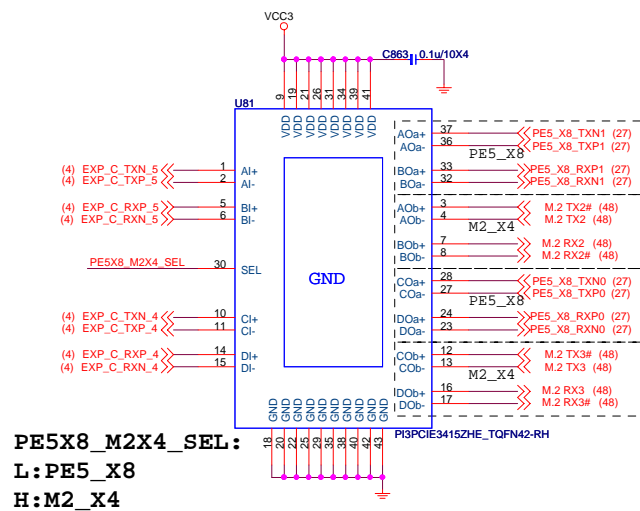 VCC3
C863 0.1u/10X4
U81
9 19 21 26 31 34 39 41
VDD VDD VDD VDD VDD VDD VDD VDD
(4) EXP_C_TXN_5 1 AI+
(4) EXP_C_TXP_5 2 AI-
(4) EXP_C_RXP_5 5 BI+
(4) EXP_C_RXN_5 6 BI-
PE5X8_M2X4_SEL 30 SEL
(4) EXP_C_TXN_4 10 CI+
(4) EXP_C_TXP_4 11 CI-
(4) EXP_C_RXP_4 14 DI+
(4) EXP_C_RXN_4 15 DI-
GND
AOa+ 37 PE5_X8_TXN1 (27)
AOa- 36 PE5_X8_TXP1 (27)
PE5_X8
BOa+ 33 PE5_X8_RXP1 (27)
BOa- 32 PE5_X8_RXN1 (27)
AOb+ 3 M.2 TX2# (48)
AOb- 4 M.2 TX2 (48)
M2_X4
BOb+ 7 M.2 RX2 (48)
BOb- 8 M.2 RX2# (48)
COa+ 28 PE5_X8_TXN0 (27)
COa- 27 PE5_X8_TXP0 (27)
PE5_X8
DOa+ 24 PE5_X8_RXP0 (27)
DOa- 23 PE5_X8_RXN0 (27)
COb+ 12 M.2 TX3# (48)
COb- 13 M.2 TX3 (48)
M2_X4
DOb+ 16 M.2 RX3 (48)
DOb- 17 M.2 RX3# (48)
GND GND GND GND GND GND GND GND GND GND
18 20 22 25 29 35 38 40 42 43
PI3PCIE3415ZHE_TQFN42-RH
PE5X8_M2X4_SEL:
L:PE5_X8
H:M2_X4